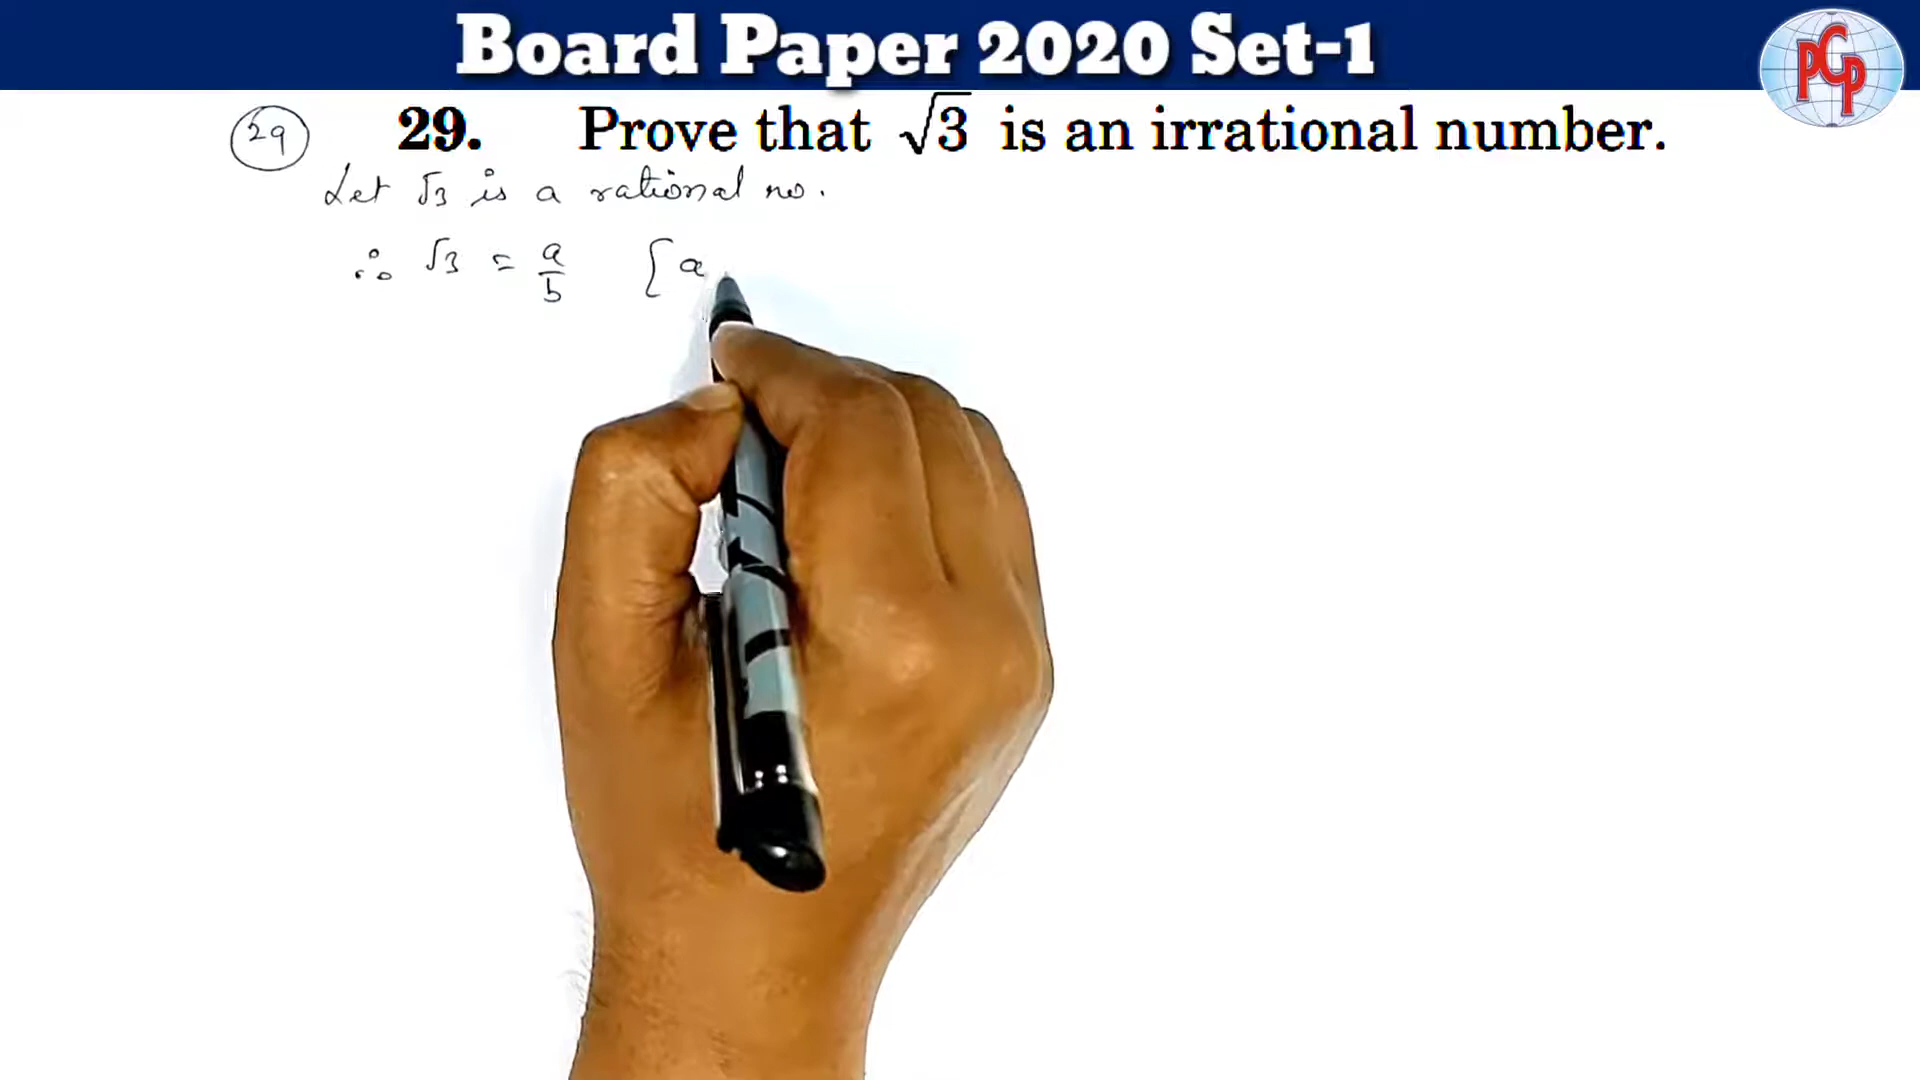 Board Paper 2020 Set-1
PGP
29 29. Prove that √3 is an irrational number.
Let √3 is a rational no.
∴ √3 = a/b [ a